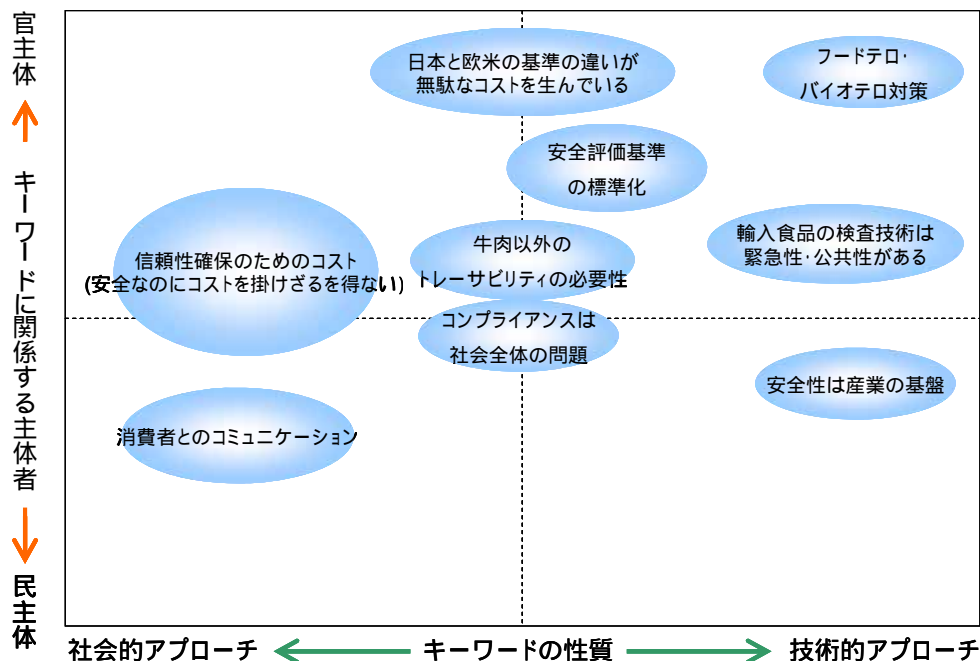 官主体
キーワードに関係する主体者
民主体
日本と欧米の基準の違いが
無駄なコストを生んでいる
フードテロ・
バイオテロ対策
安全評価基準
の標準化
信頼性確保のためのコスト
(安全なのにコストを掛けざるを得ない)
牛肉以外の
トレーサビリティの必要性
輸入食品の検査技術は
緊急性・公共性がある
コンプライアンスは
社会全体の問題
安全性は産業の基盤
消費者とのコミュニケーション
社会的アプローチ
キーワードの性質
技術的アプローチ